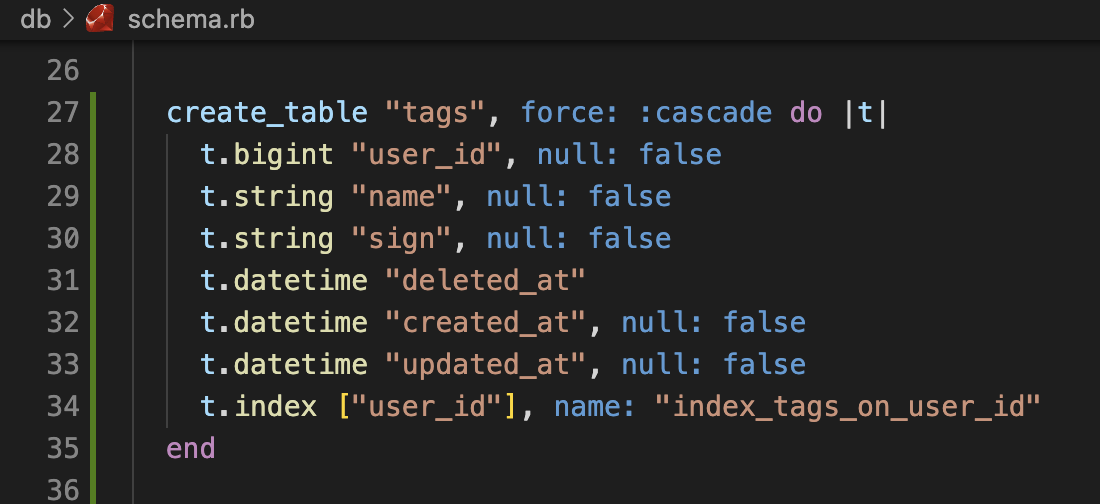 db > schema.rb
26
27 create_table "tags", force: :cascade do |t|
28 t.bigint "user_id", null: false
29 t.string "name", null: false
30 t.string "sign", null: false
31 t.datetime "deleted_at"
32 t.datetime "created_at", null: false
33 t.datetime "updated_at", null: false
34 t.index ["user_id"], name: "index_tags_on_user_id"
35 end
36